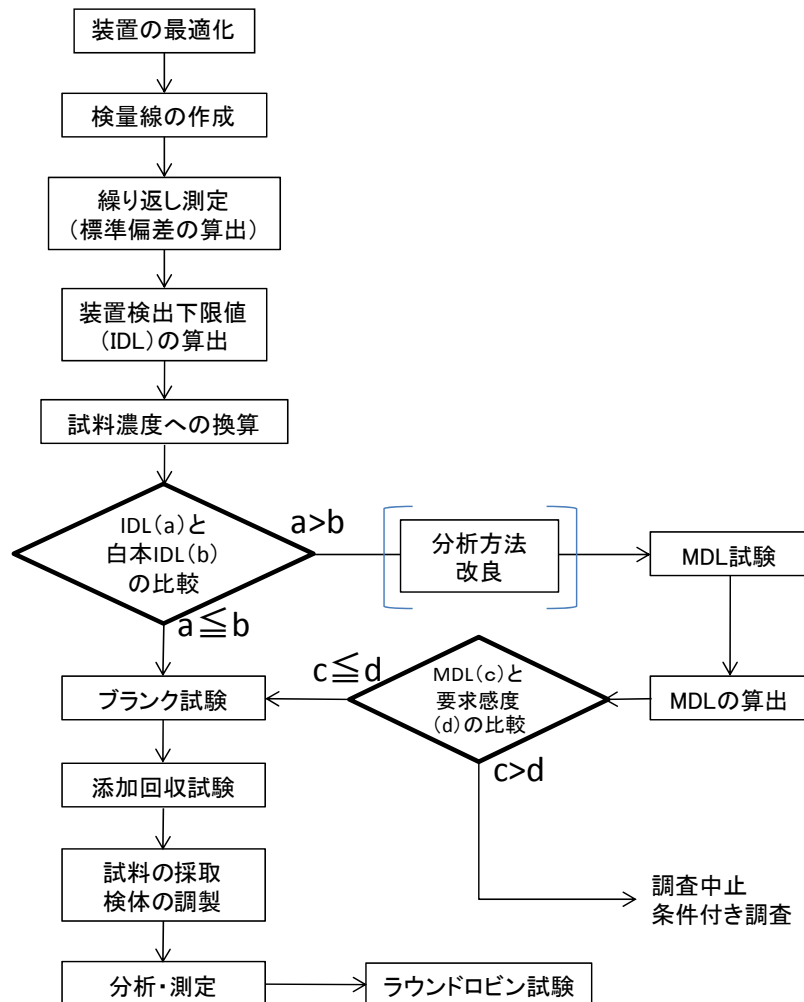 装置の最適化
検量線の作成
繰り返し測定
（標準偏差の算出）
装置検出下限値
（IDL）の算出
試料濃度への換算
IDL（a）と
白本IDL（b）
の比較
a>b
分析方法
改良
MDL試験
a≦b
ブランク試験
c≦d
MDL（c）と
要求感度
（d）の比較
MDLの算出
c>d
添加回収試験
試料の採取
検体の調製
調査中止
条件付き調査
分析・測定
ラウンドロビン試験